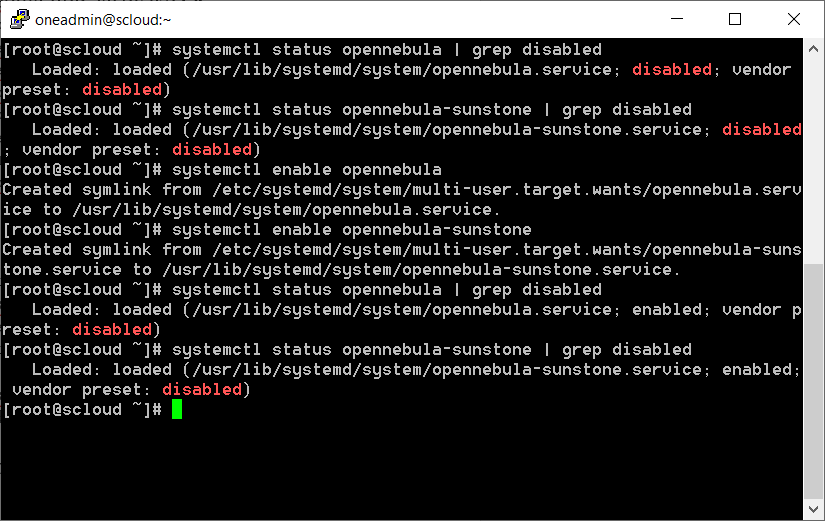 oneadmin@scloud:~
[root@scloud ~]# systemctl status opennebula | grep disabled
   Loaded: loaded (/usr/lib/systemd/system/opennebula.service; disabled; vendor
preset: disabled)
[root@scloud ~]# systemctl status opennebula-sunstone | grep disabled
   Loaded: loaded (/usr/lib/systemd/system/opennebula-sunstone.service; disabled
; vendor preset: disabled)
[root@scloud ~]# systemctl enable opennebula
Created symlink from /etc/systemd/system/multi-user.target.wants/opennebula.serv
ice to /usr/lib/systemd/system/opennebula.service.
[root@scloud ~]# systemctl enable opennebula-sunstone
Created symlink from /etc/systemd/system/multi-user.target.wants/opennebula-suns
tone.service to /usr/lib/systemd/system/opennebula-sunstone.service.
[root@scloud ~]# systemctl status opennebula | grep disabled
   Loaded: loaded (/usr/lib/systemd/system/opennebula.service; enabled; vendor p
reset: disabled)
[root@scloud ~]# systemctl status opennebula-sunstone | grep disabled
   Loaded: loaded (/usr/lib/systemd/system/opennebula-sunstone.service; enabled;
 vendor preset: disabled)
[root@scloud ~]#